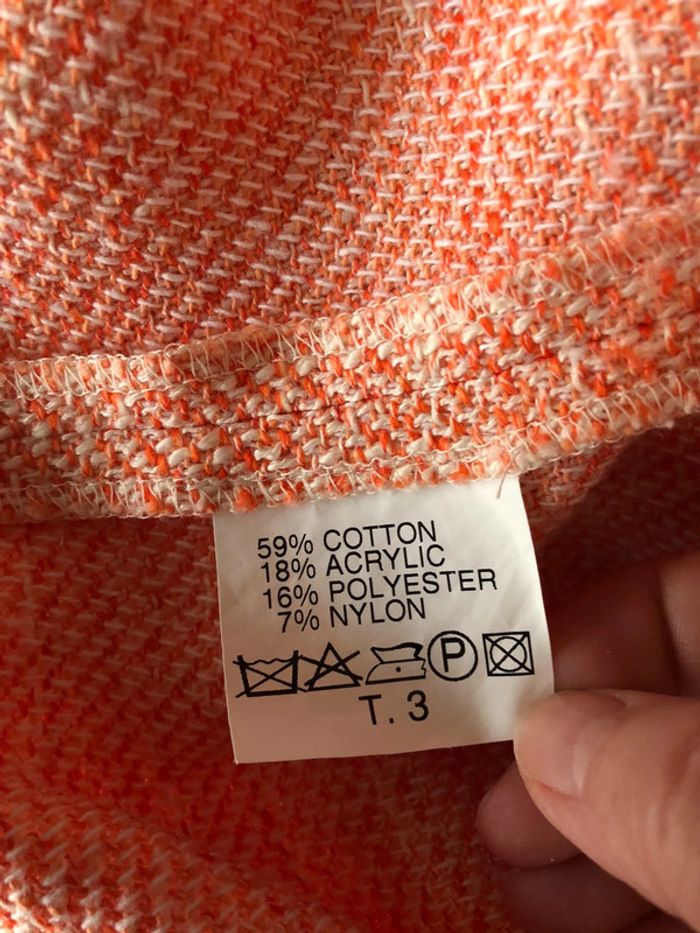 59% COTTON
18% ACRYLIC
16% POLYESTER
7% NYLON
P
T. 3